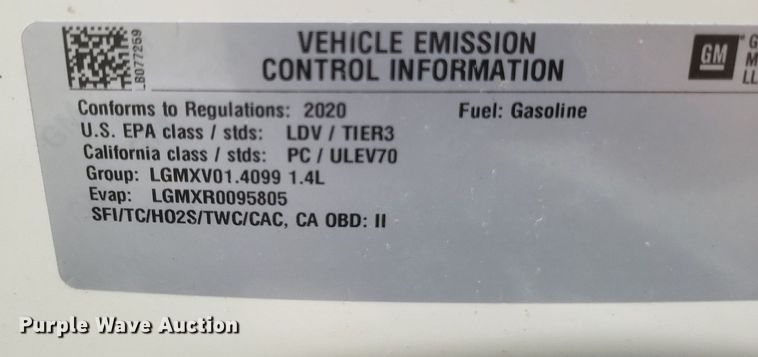 LB077259
VEHICLE EMISSION
CONTROL INFORMATION
GM
Conforms to Regulations: 2020 Fuel: Gasoline
U.S. EPA class / stds: LDV / TIER3
California class / stds: PC / ULEV70
Group: LGMXV01.4099 1.4L
Evap: LGMXR0095805
SFI/TC/HO2S/TWC/CAC, CA OBD: II
Purple Wave Auction